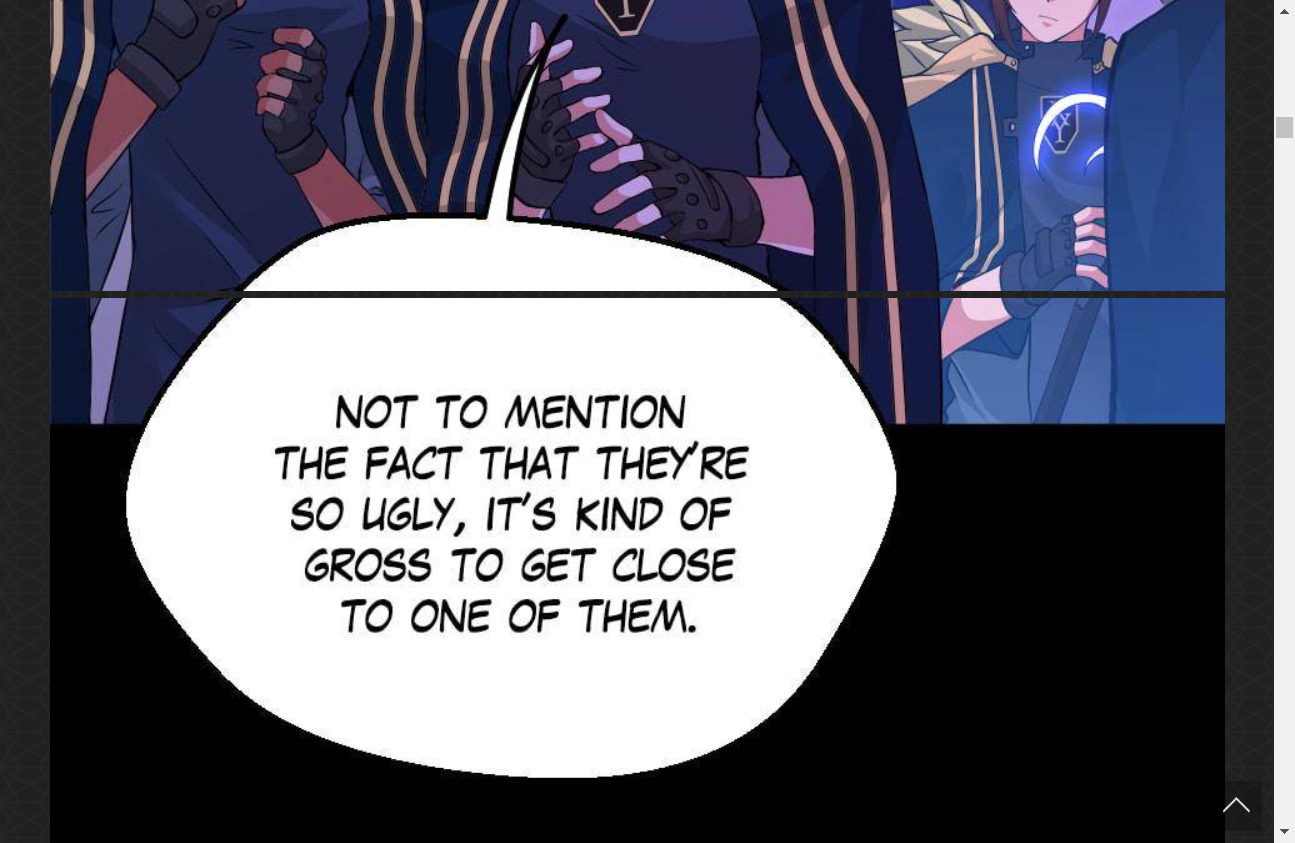 NOT TO MENTION
THE FACT THAT THEY'RE
SO UGLY, IT'S KIND OF
GROSS TO GET CLOSE
TO ONE OF THEM.